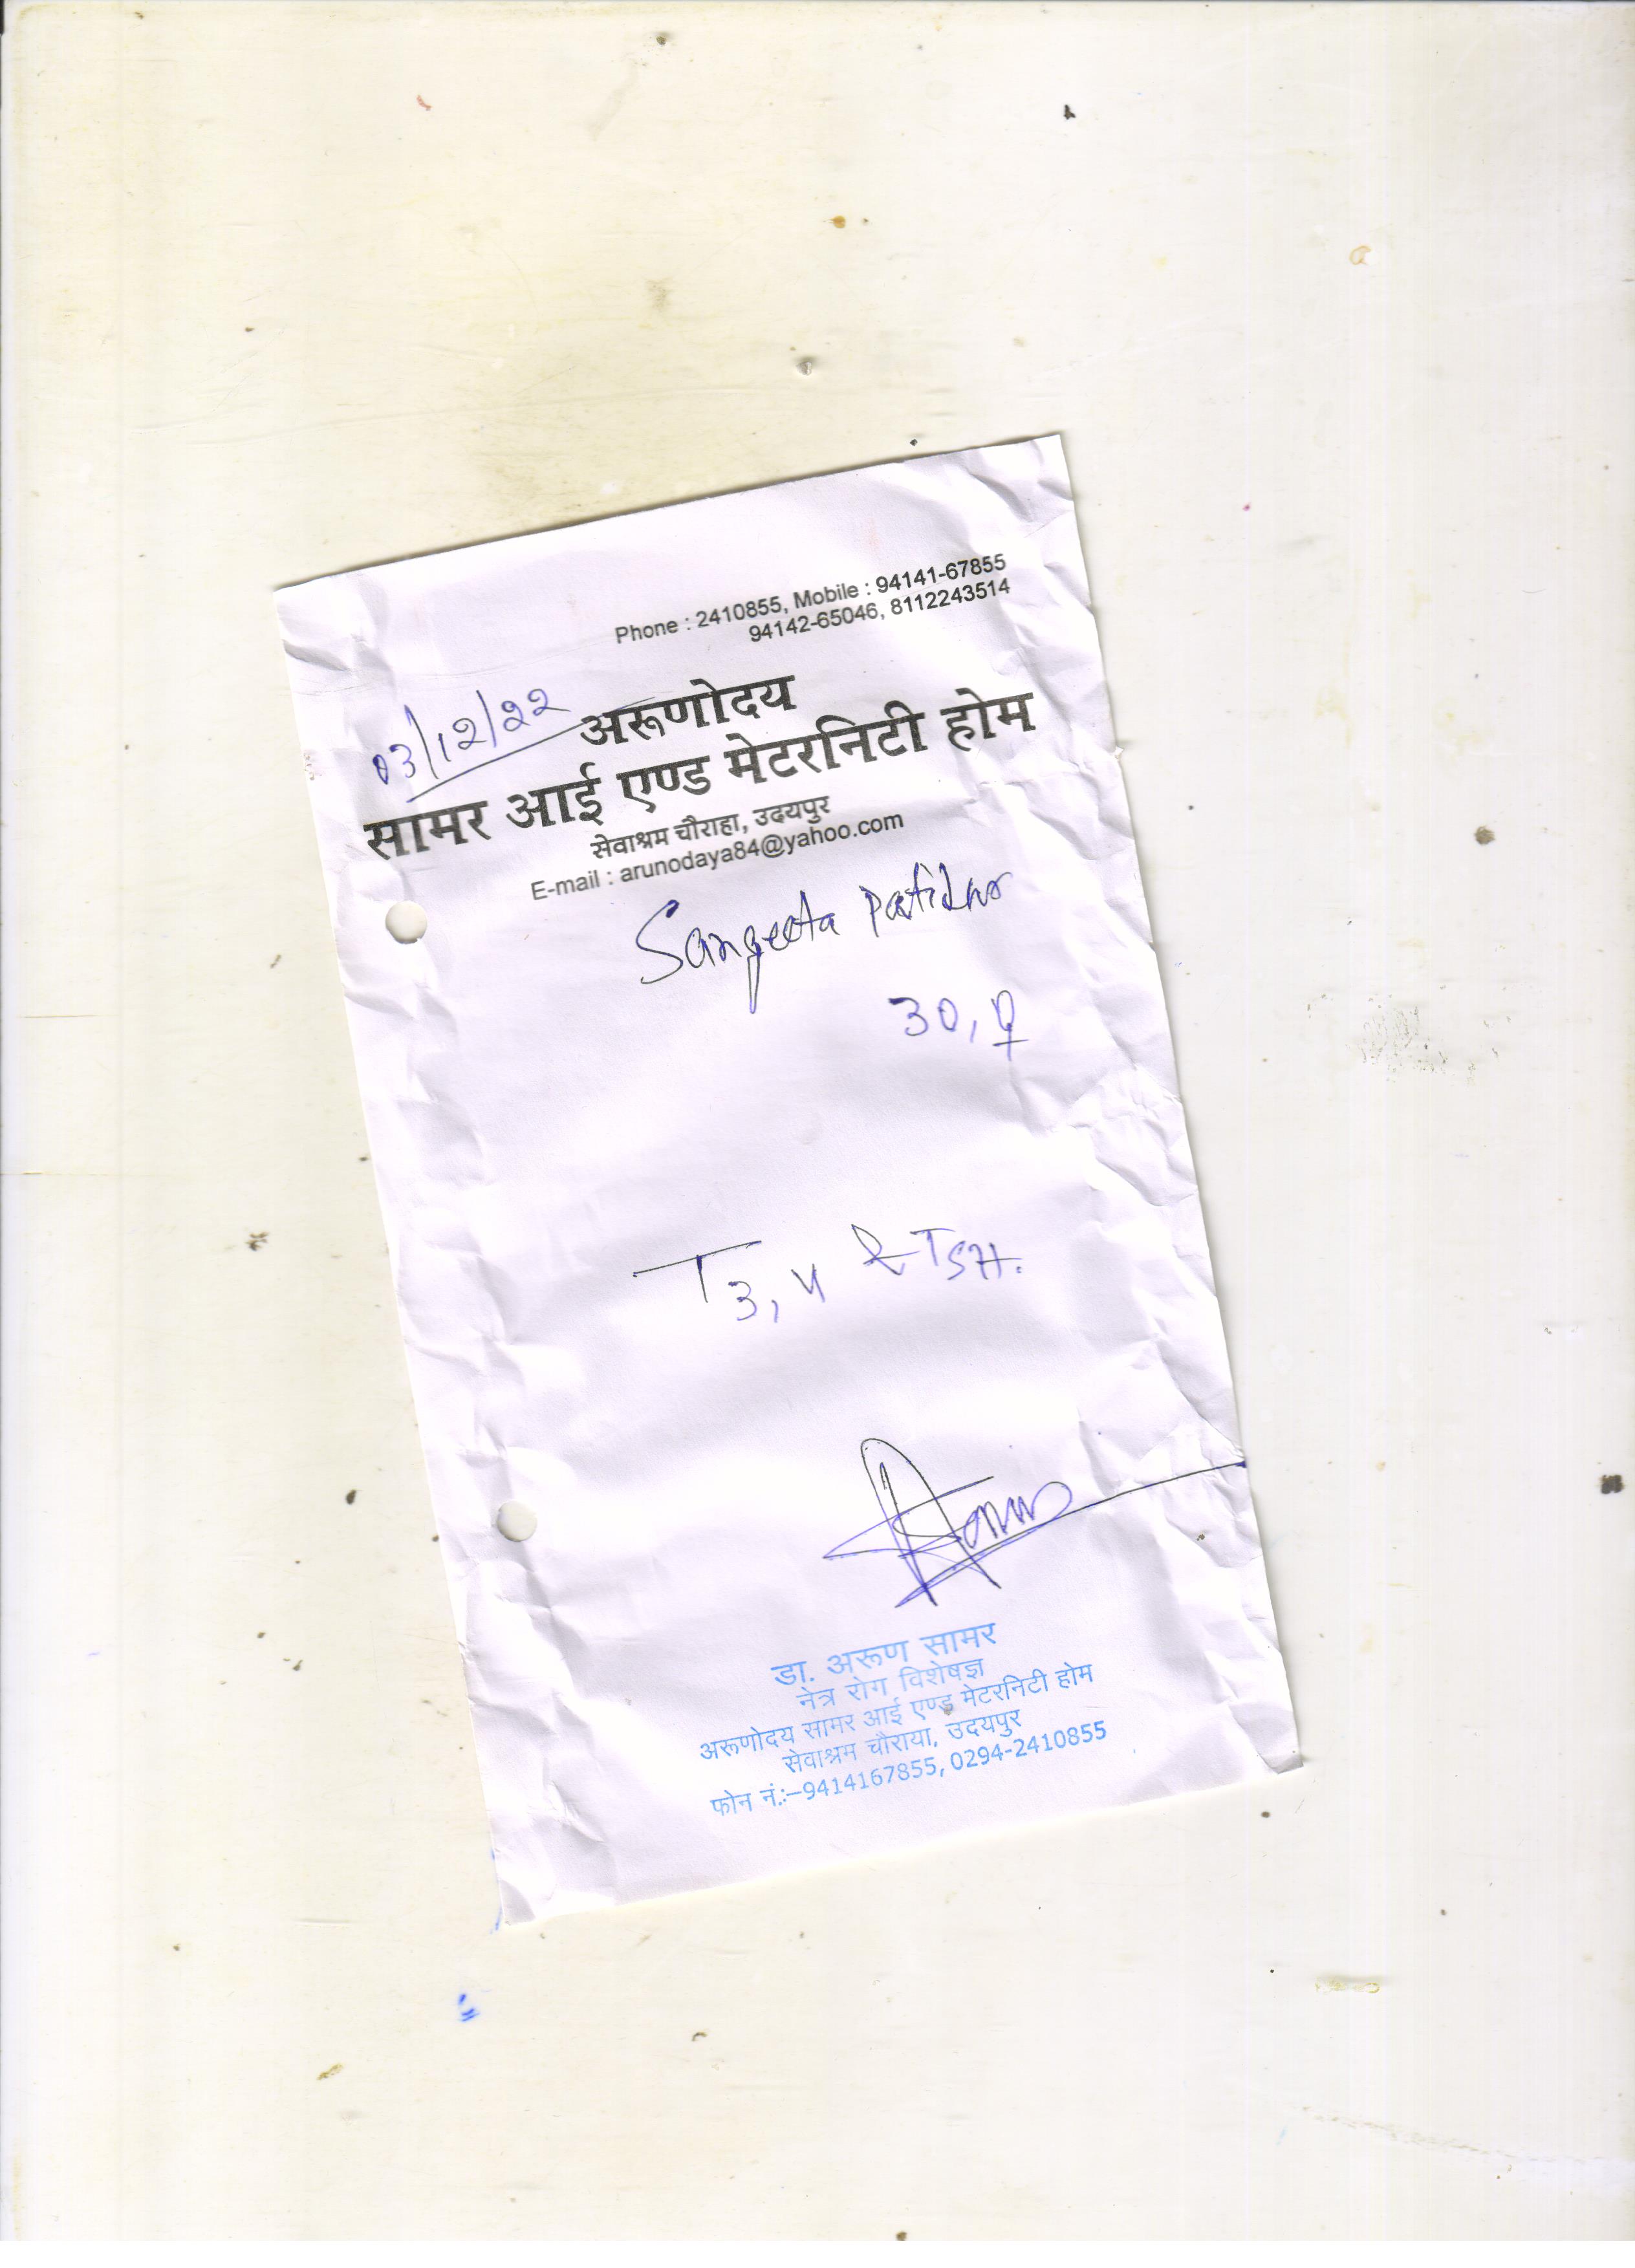 Phone : 2410855, Mobile : 94141-67855
94142-65046, 8112243514
03/12/22
अरूणोदय
सामर आई एण्ड मेटरनिटी होम
सेवाश्रम चौराहा, उदयपुर
E-mail : arunodaya84@yahoo.com
Sangeeta Patidar
30, ♀
T3, 4 & TSH.
डा. अरूण सामर
नेत्र रोग विशेषज्ञ
अरूणोदय सामर आई एण्ड मेटरनिटी होम
सेवाश्रम चौराया, उदयपुर
फोन नं.:–9414167855, 0294-2410855